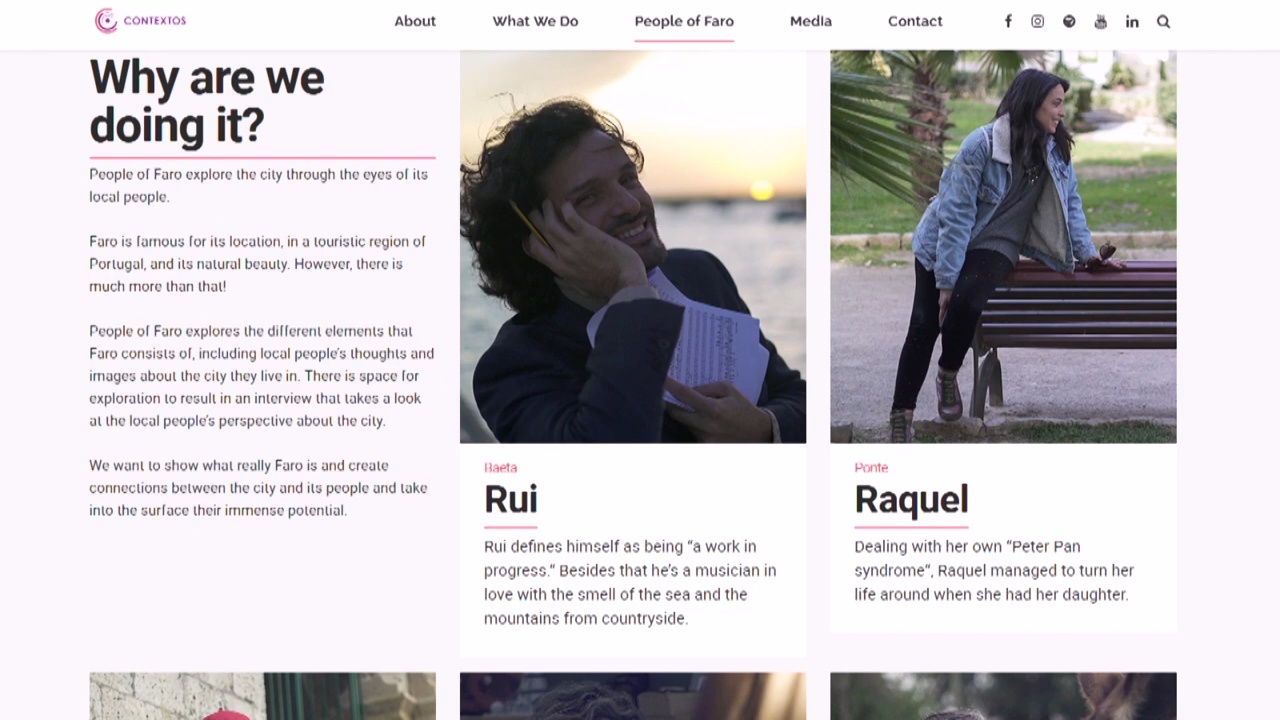 CONTEXTOS
About
What We Do
People of Faro
Media
Contact
Why are we
doing it?
People of Faro explore the city through the eyes of its
local people.
Faro is famous for its location, in a touristic region of
Portugal, and its natural beauty. However, there is
much more than that!
People of Faro explores the different elements that
Faro consists of, including local people's thoughts and
images about the city they live in. There is space for
exploration to result in an interview that takes a look
at the local people's perspective about the city.
We want to show what really Faro is and create
connections between the city and its people and take
into the surface their immense potential.
Baeta
Rui
Rui defines himself as being “a work in
progress.“ Besides that he's a musician in
love with the smell of the sea and the
mountains from countryside.
Ponte
Raquel
Dealing with her own “Peter Pan
syndrome“, Raquel managed to turn her
life around when she had her daughter.